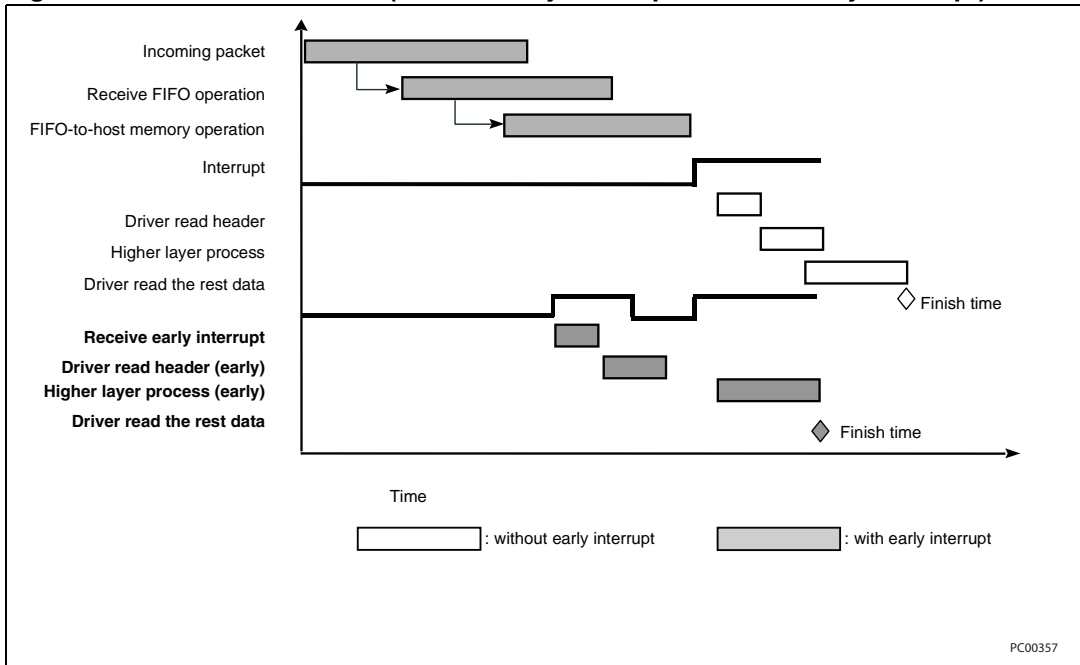 Incoming packet
Receive FIFO operation
FIFO-to-host memory operation
Interrupt
Driver read header
Higher layer process
Driver read the rest data
Finish time
Receive early interrupt
Driver read header (early)
Higher layer process (early)
Driver read the rest data
Finish time
Time
: without early interrupt
: with early interrupt
PC00357